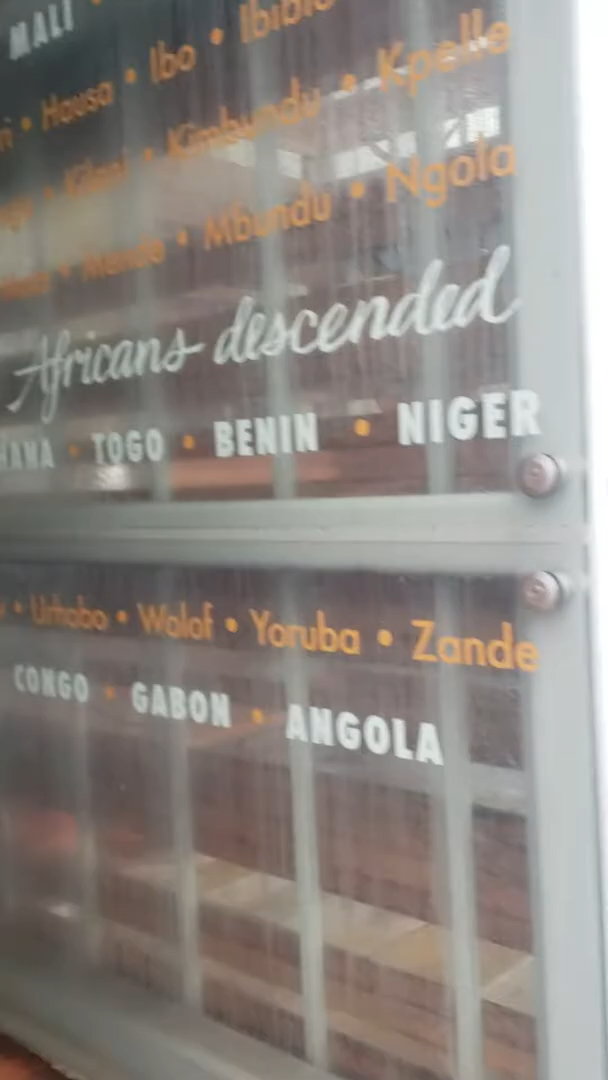 MALI •
• Hausa • Ibo • Ibibio
• Kimbundu • Kpelle
• Mende • Mbundu • Ngola
Africans descended
• TOGO • BENIN • NIGER
• Urhobo • Wolof • Yoruba • Zande
CONGO • GABON • ANGOLA